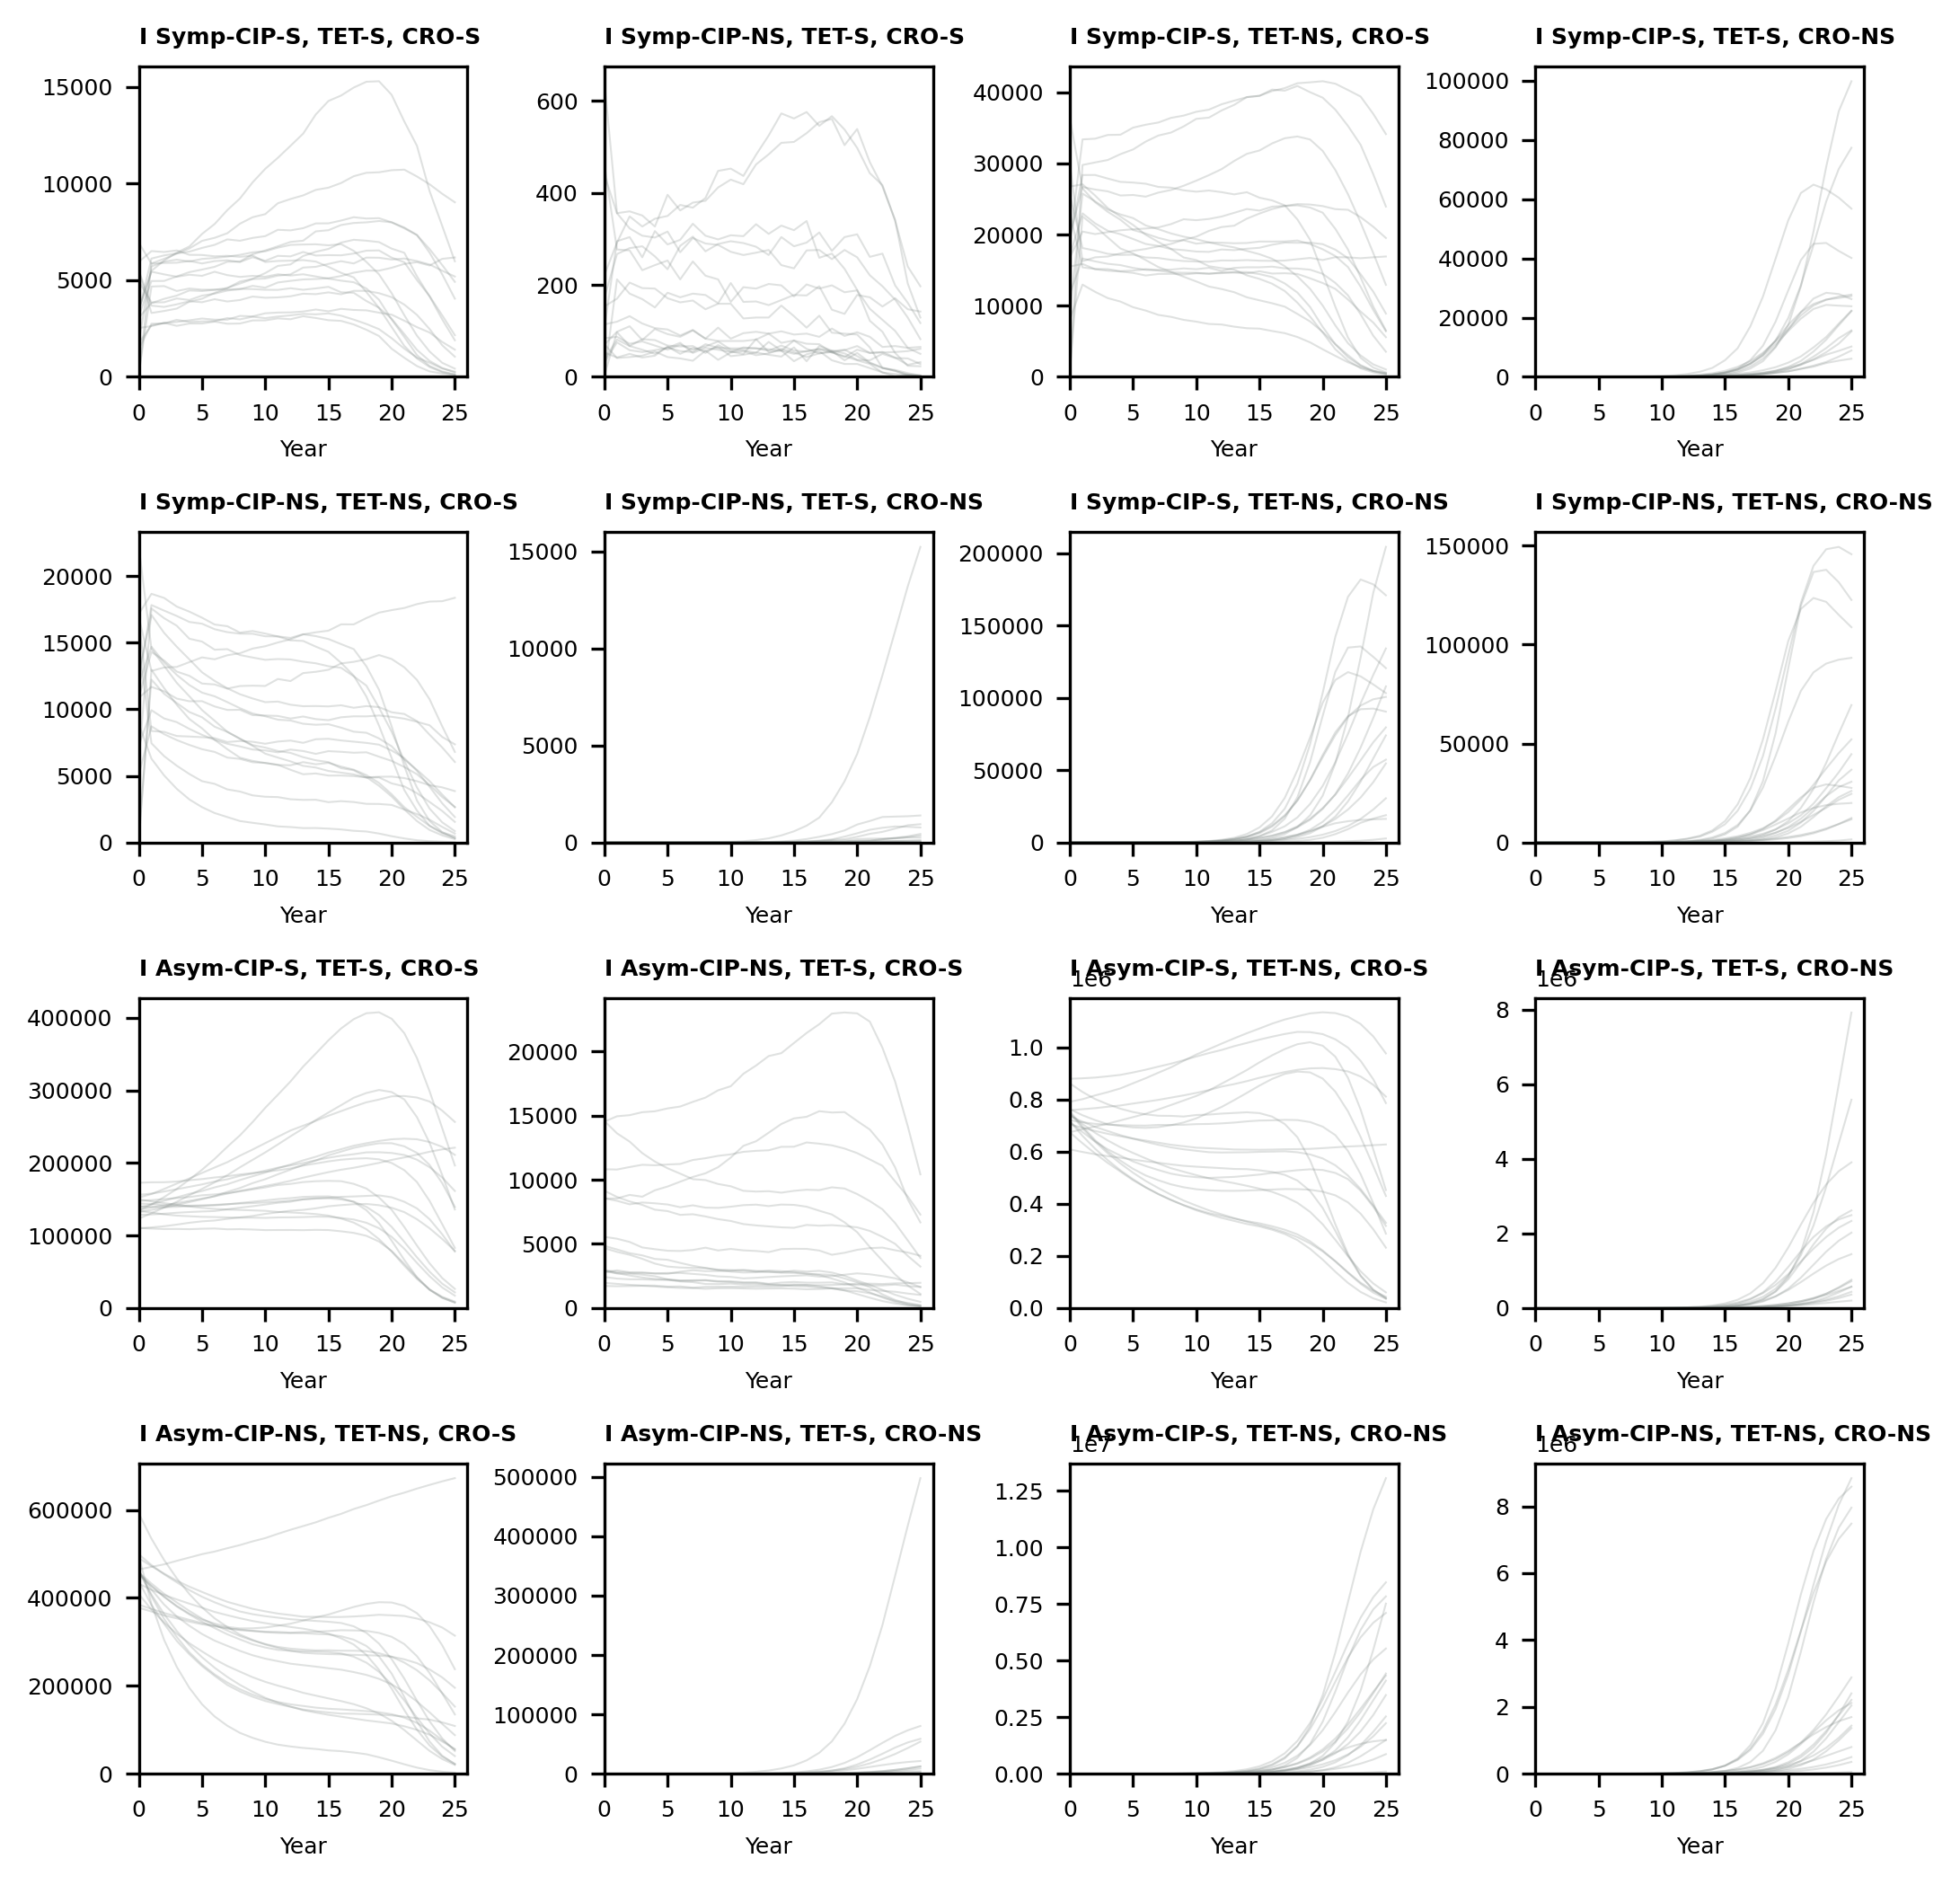 I Symp-CIP-S, TET-S, CRO-S
15000
10000
5000
0
0 5 10 15 20 25
Year
I Symp-CIP-NS, TET-S, CRO-S
600
400
200
0
0 5 10 15 20 25
Year
I Symp-CIP-S, TET-NS, CRO-S
40000
30000
20000
10000
0
0 5 10 15 20 25
Year
I Symp-CIP-S, TET-S, CRO-NS
100000
80000
60000
40000
20000
0
0 5 10 15 20 25
Year
I Symp-CIP-NS, TET-NS, CRO-S
20000
15000
10000
5000
0
0 5 10 15 20 25
Year
I Symp-CIP-NS, TET-S, CRO-NS
15000
10000
5000
0
0 5 10 15 20 25
Year
I Symp-CIP-S, TET-NS, CRO-NS
200000
150000
100000
50000
0
0 5 10 15 20 25
Year
I Symp-CIP-NS, TET-NS, CRO-NS
150000
100000
50000
0
0 5 10 15 20 25
Year
I Asym-CIP-S, TET-S, CRO-S
400000
300000
200000
100000
0
0 5 10 15 20 25
Year
I Asym-CIP-NS, TET-S, CRO-S
20000
15000
10000
5000
0
0 5 10 15 20 25
Year
I Asym-CIP-S, TET-NS, CRO-S
1e6
1.0
0.8
0.6
0.4
0.2
0.0
0 5 10 15 20 25
Year
I Asym-CIP-S, TET-S, CRO-NS
1e6
8
6
4
2
0
0 5 10 15 20 25
Year
I Asym-CIP-NS, TET-NS, CRO-S
600000
400000
200000
0
0 5 10 15 20 25
Year
I Asym-CIP-NS, TET-S, CRO-NS
500000
400000
300000
200000
100000
0
0 5 10 15 20 25
Year
I Asym-CIP-S, TET-NS, CRO-NS
1e7
1.25
1.00
0.75
0.50
0.25
0.00
0 5 10 15 20 25
Year
I Asym-CIP-NS, TET-NS, CRO-NS
1e6
8
6
4
2
0
0 5 10 15 20 25
Year